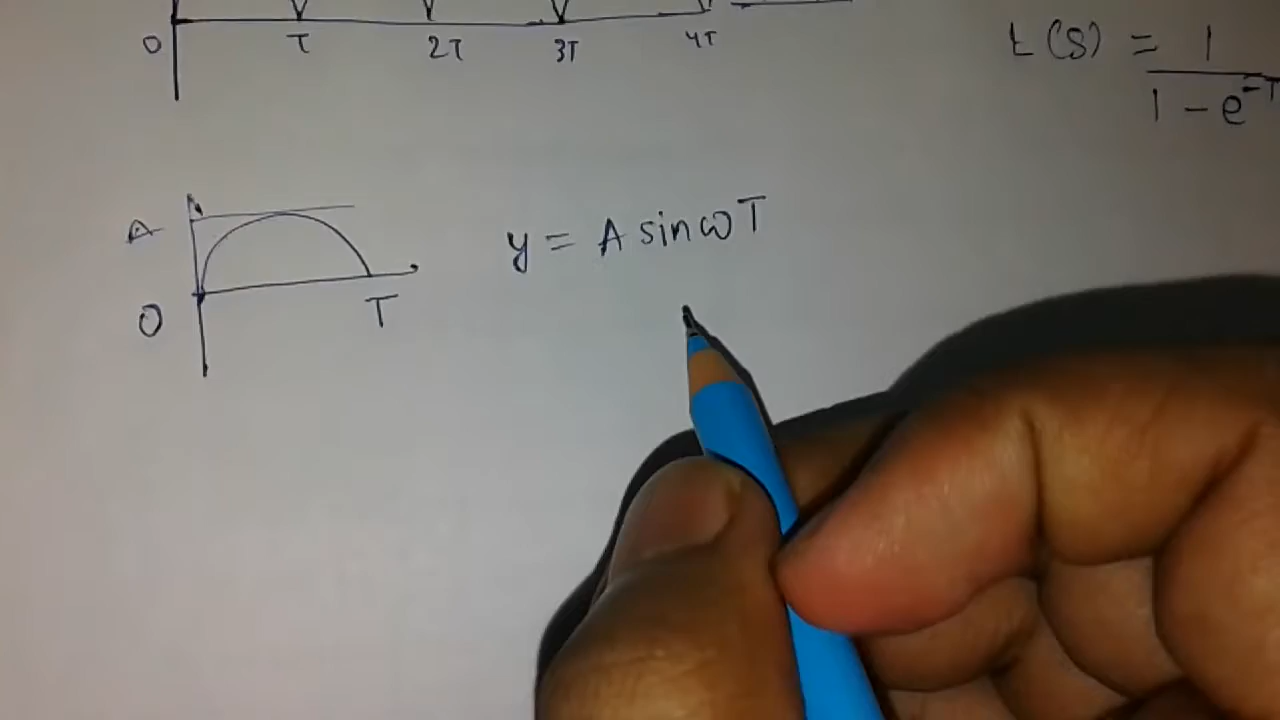 0 T 2T 3T 4T
t(s) = 1
1 - e^-T
A
0 T
y = A sin ωT